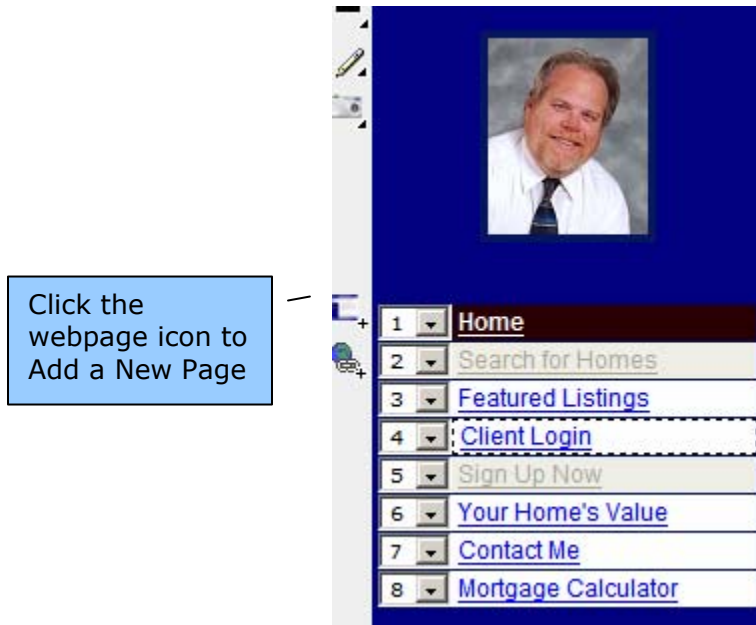 Click the
webpage icon to
Add a New Page
1 Home
2 Search for Homes
3 Featured Listings
4 Client Login
5 Sign Up Now
6 Your Home's Value
7 Contact Me
8 Mortgage Calculator